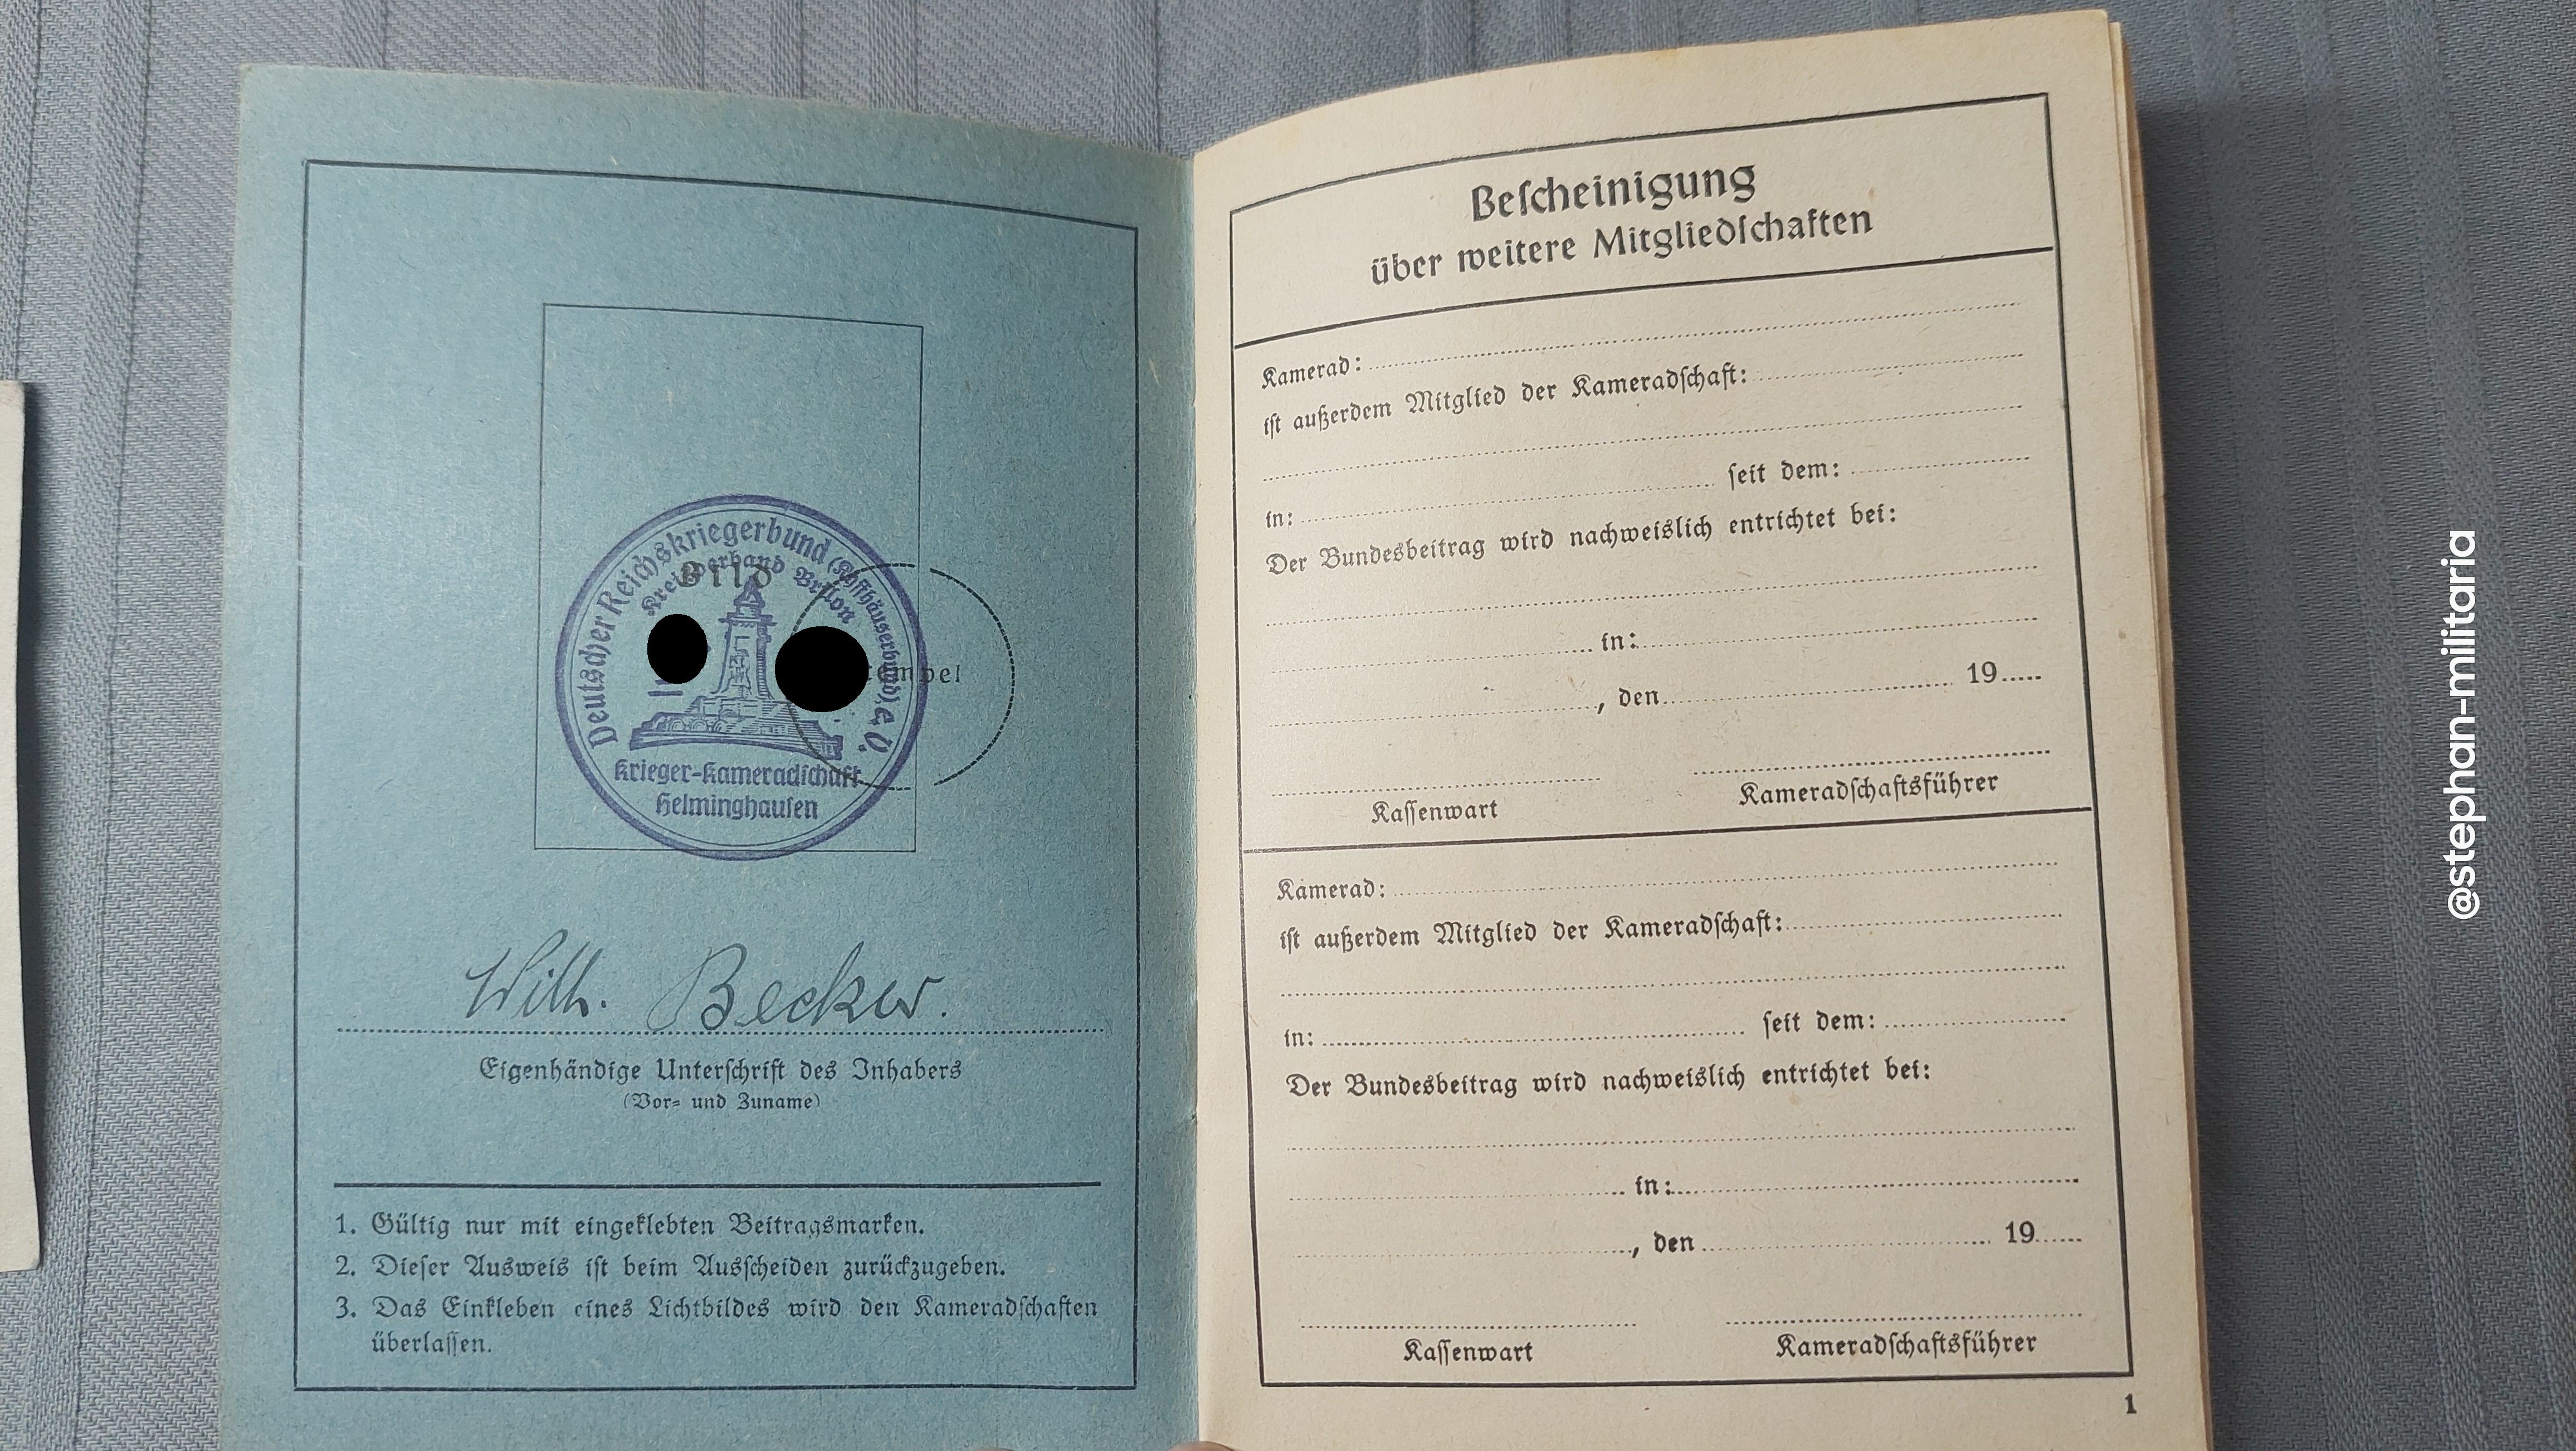 Deutscher Reichskriegerbund (Kyffhäuserbund) e. V.
Kreisverband Brilon
Bild
Krieger-Kameradschaft
Helminghausen
Wilh. Becker.
Eigenhändige Unterschrift des Inhabers
(Vor- und Zuname)
1. Gültig nur mit eingeklebten Beitragsmarken.
2. Dieser Ausweis ist beim Ausscheiden zurückzugeben.
3. Das Einkleben eines Lichtbildes wird den Kameradschaften
überlassen.
Bescheinigung
über weitere Mitgliedschaften
Kamerad:
ist außerdem Mitglied der Kameradschaft:
in: seit dem:
Der Bundesbeitrag wird nachweislich entrichtet bei:
in:
, den 19
Kassenwart Kameradschaftsführer
Kamerad:
ist außerdem Mitglied der Kameradschaft:
in: seit dem:
Der Bundesbeitrag wird nachweislich entrichtet bei:
in:
, den 19
Kassenwart Kameradschaftsführer
1
@stephan-militaria